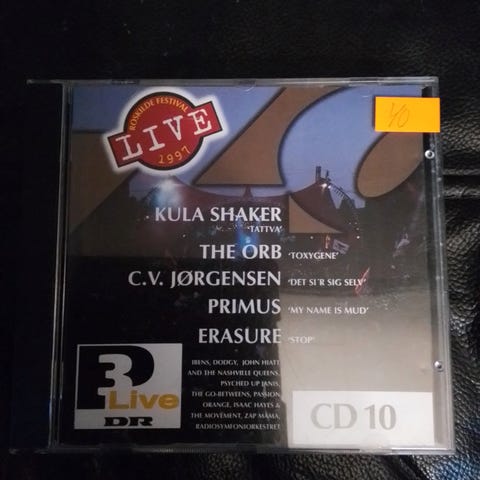 ROSKILDE FESTIVAL
LIVE
1997
40
KULA SHAKER
'TATTVA'
THE ORB 'TOXYGENE'
C.V. JØRGENSEN 'DET SI'R SIG SELV'
PRIMUS 'MY NAME IS MUD'
ERASURE 'STOP'
IBENS, DODGY, JOHN HIATT
AND THE NASHVILLE QUEENS,
PSYCHED UP JANIS,
THE GO-BETWEENS, PASSION
ORANGE, ISAAC HAYES &
THE MOVEMENT, ZAP MAMA,
RADIOSYMFONIORKESTRET
P3
Live
DR
CD 10